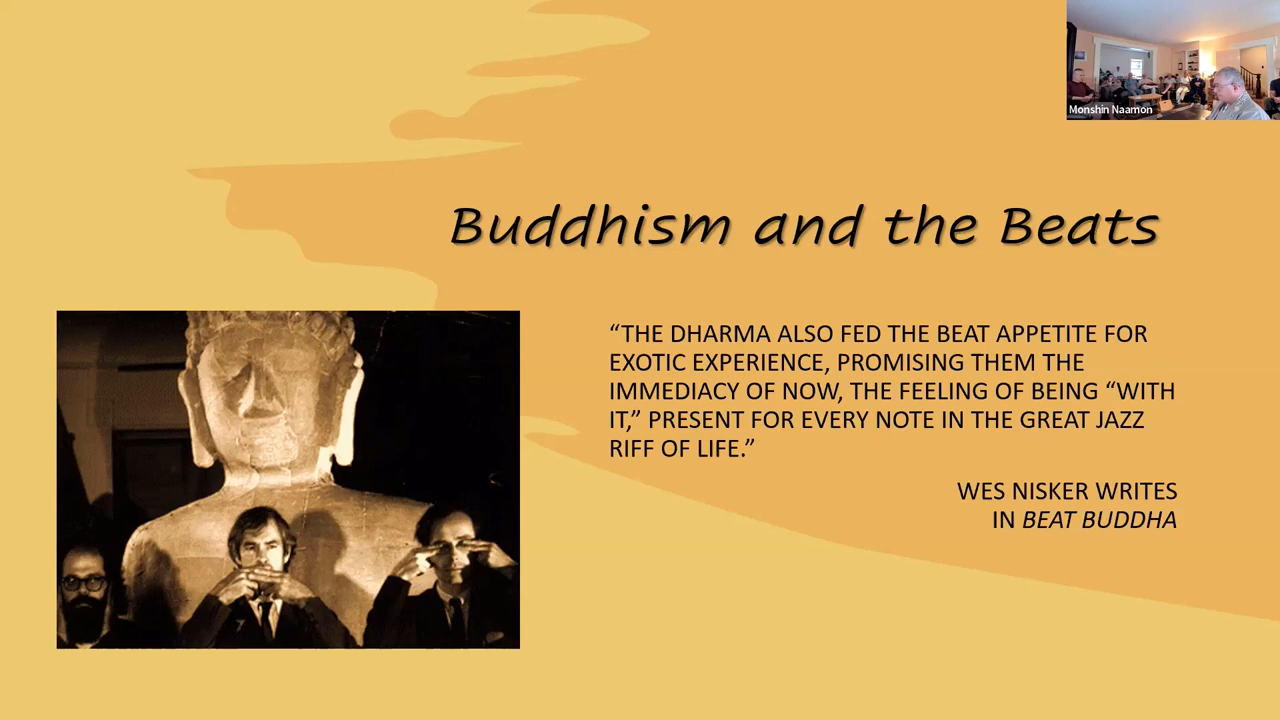 Monshin Naamon
Buddhism and the Beats
“THE DHARMA ALSO FED THE BEAT APPETITE FOR
EXOTIC EXPERIENCE, PROMISING THEM THE
IMMEDIACY OF NOW, THE FEELING OF BEING “WITH
IT,” PRESENT FOR EVERY NOTE IN THE GREAT JAZZ
RIFF OF LIFE.”
WES NISKER WRITES
IN BEAT BUDDHA